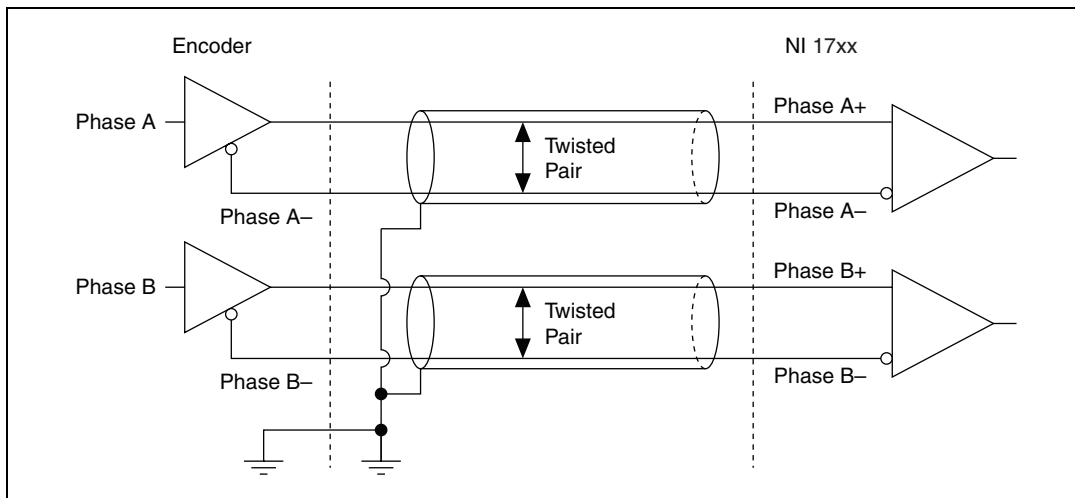 Encoder
NI 17xx
Phase A
Phase A+
Twisted
Pair
Phase A–
Phase A–
Phase B
Phase B+
Twisted
Pair
Phase B–
Phase B–